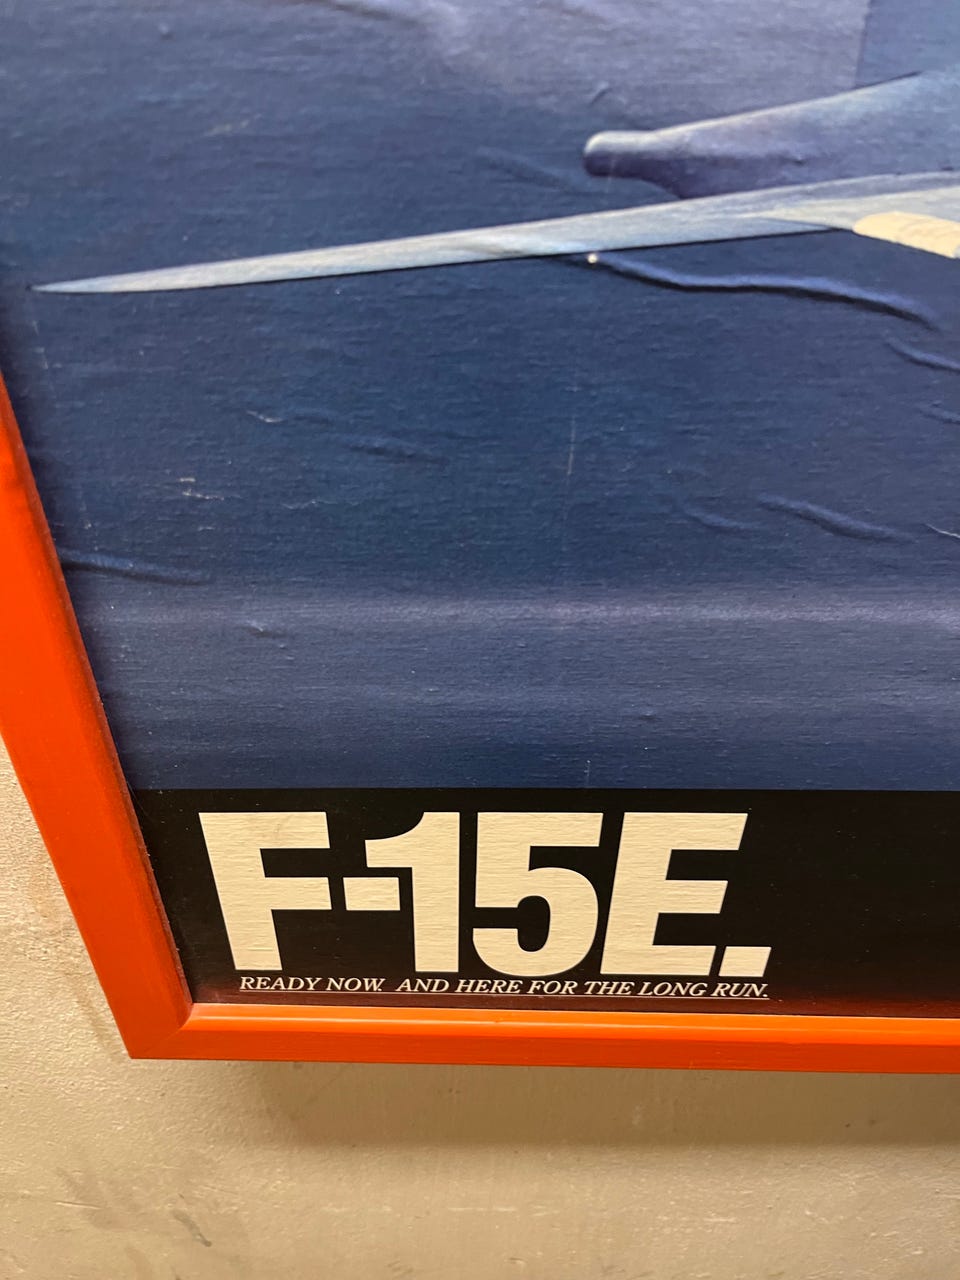 F-15E.
READY NOW. AND HERE FOR THE LONG RUN.